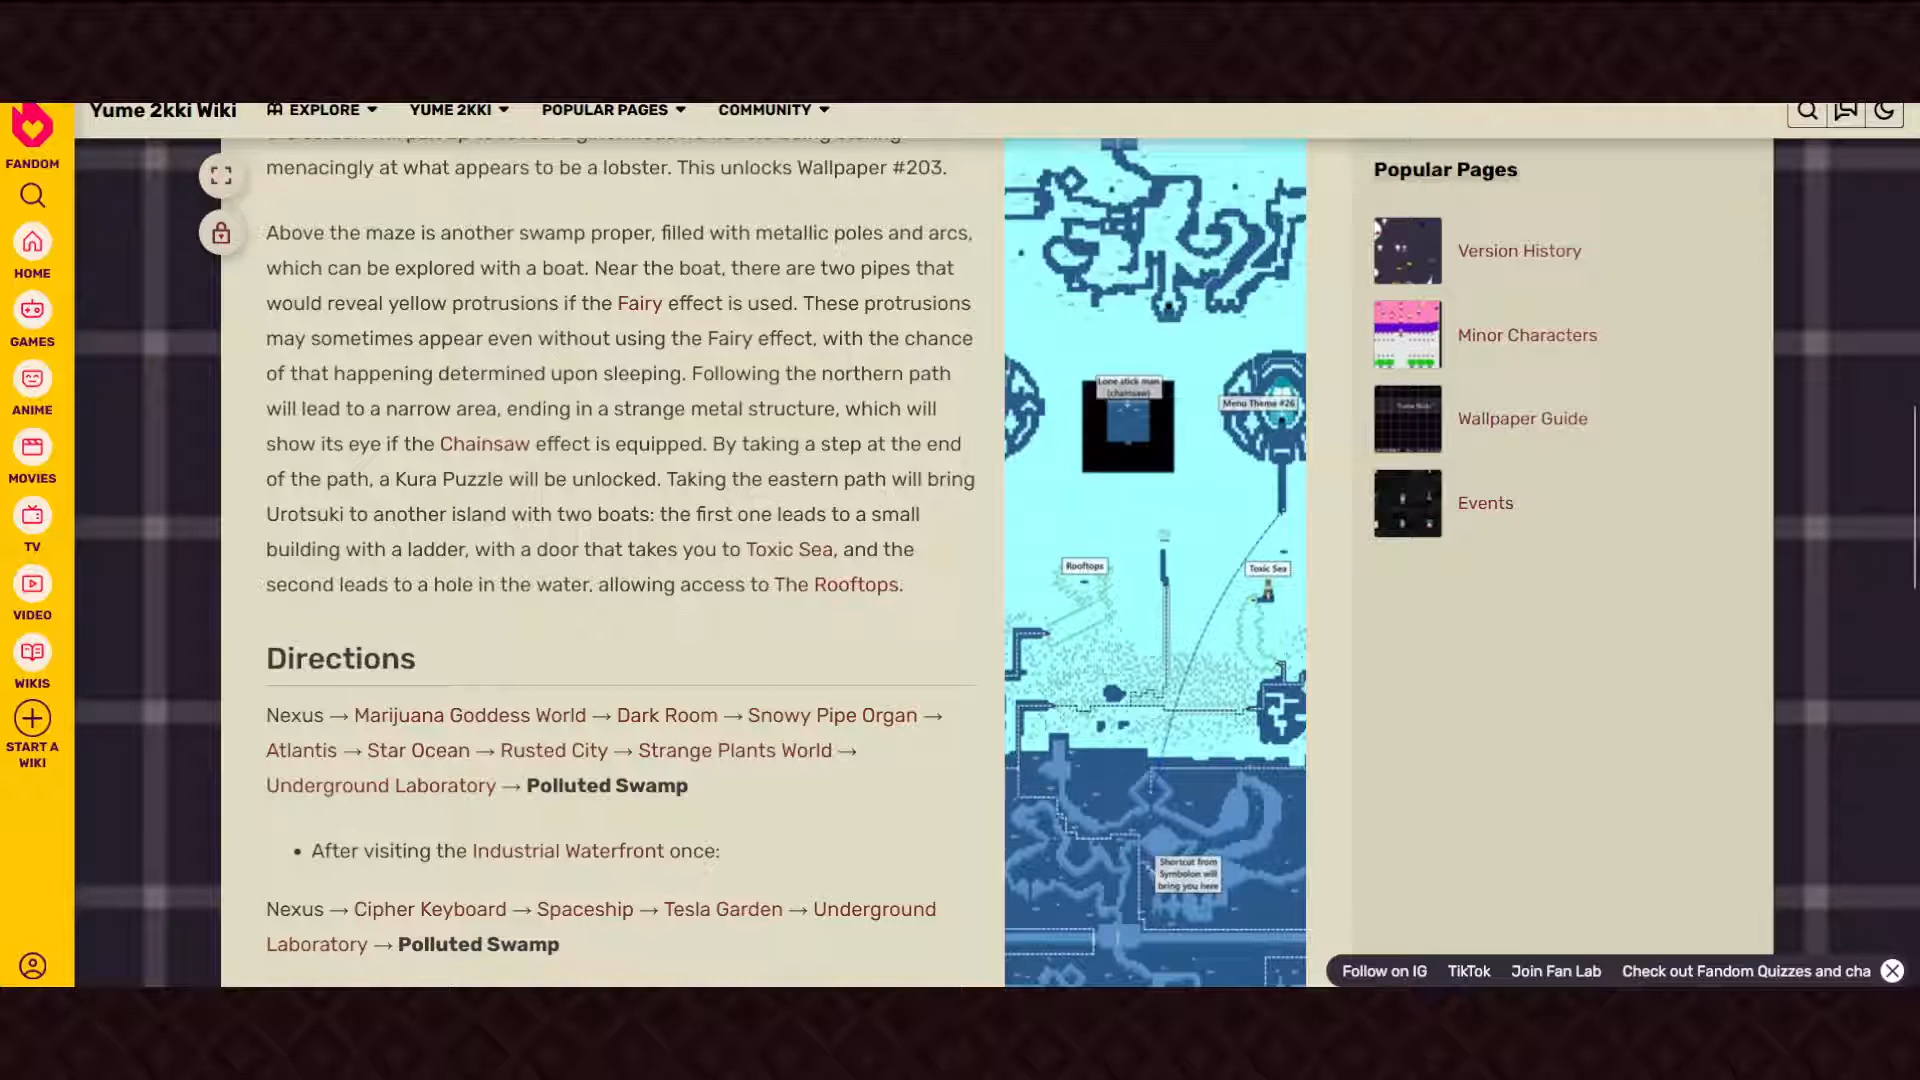 Yume 2kki Wiki
EXPLORE
YUME 2KKI
POPULAR PAGES
COMMUNITY
FANDOM
HOME
GAMES
ANIME
MOVIES
TV
VIDEO
WIKIS
START A
WIKI
menacingly at what appears to be a lobster. This unlocks Wallpaper #203.
Above the maze is another swamp proper, filled with metallic poles and arcs,
which can be explored with a boat. Near the boat, there are two pipes that
would reveal yellow protrusions if the Fairy effect is used. These protrusions
may sometimes appear even without using the Fairy effect, with the chance
of that happening determined upon sleeping. Following the northern path
will lead to a narrow area, ending in a strange metal structure, which will
show its eye if the Chainsaw effect is equipped. By taking a step at the end
of the path, a Kura Puzzle will be unlocked. Taking the eastern path will bring
Urotsuki to another island with two boats: the first one leads to a small
building with a ladder, with a door that takes you to Toxic Sea, and the
second leads to a hole in the water, allowing access to The Rooftops.
Directions
Nexus → Marijuana Goddess World → Dark Room → Snowy Pipe Organ →
Atlantis → Star Ocean → Rusted City → Strange Plants World →
Underground Laboratory → Polluted Swamp
• After visiting the Industrial Waterfront once:
Nexus → Cipher Keyboard → Spaceship → Tesla Garden → Underground
Laboratory → Polluted Swamp
Lone stick man
(chainsaw)
Menu Theme #26
Rooftops
Toxic Sea
Shortcut from
Symbolon will
bring you here
Popular Pages
Version History
Minor Characters
Wallpaper Guide
Events
Follow on IG
TikTok
Join Fan Lab
Check out Fandom Quizzes and cha